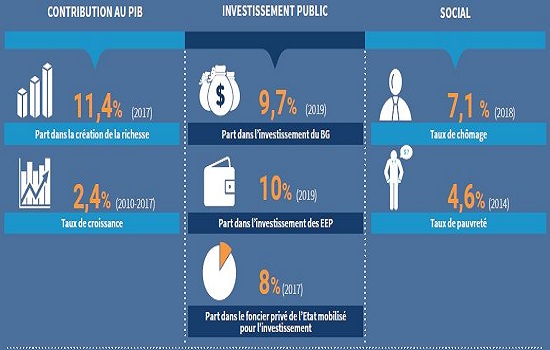 CONTRIBUTION AU PIB
11,4% (2017)
Part dans la création de la richesse
2,4% (2010-2017)
Taux de croissance
INVESTISSEMENT PUBLIC
$
9,7% (2019)
Part dans l'investissement du BG
10% (2019)
Part dans l'investissement des EEP
8% (2017)
Part dans le foncier privé de l'Etat mobilisé
pour l'investissement
SOCIAL
7,1 % (2018)
Taux de chômage
4,6% (2014)
Taux de pauvreté